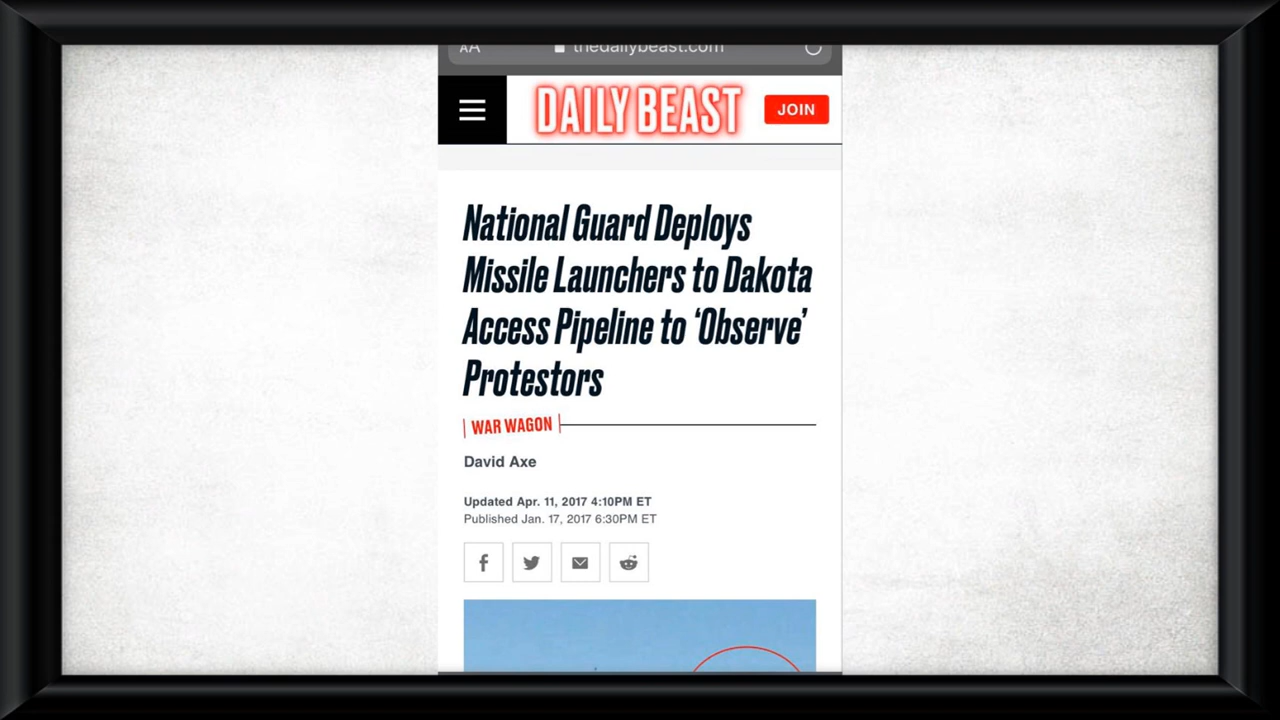 AA thedailybeast.com
DAILY BEAST
JOIN
National Guard Deploys
Missile Launchers to Dakota
Access Pipeline to ‘Observe’
Protestors
WAR WAGON
David Axe
Updated Apr. 11, 2017 4:10PM ET
Published Jan. 17, 2017 6:30PM ET